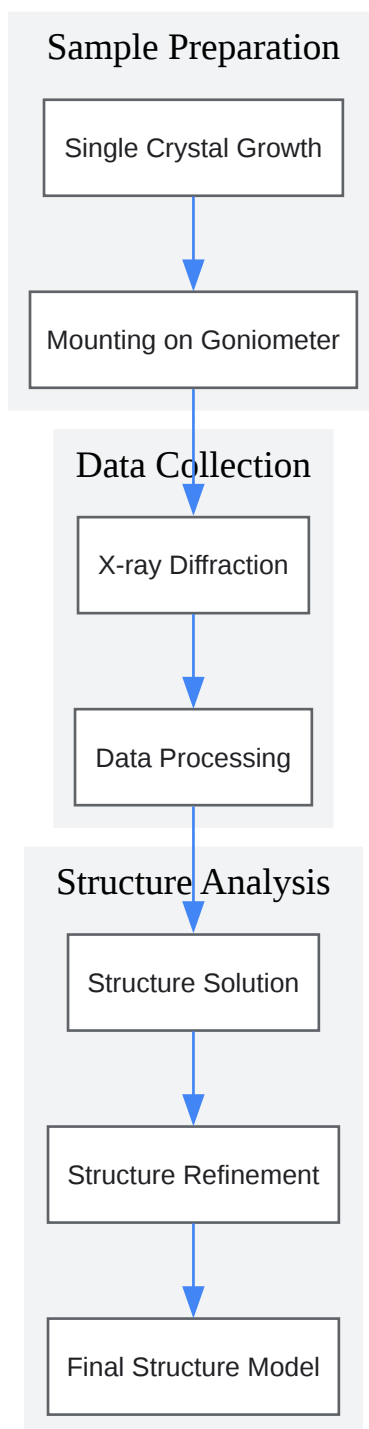 Sample Preparation
Single Crystal Growth
Mounting on Goniometer
Data Collection
X-ray Diffraction
Data Processing
Structure Analysis
Structure Solution
Structure Refinement
Final Structure Model